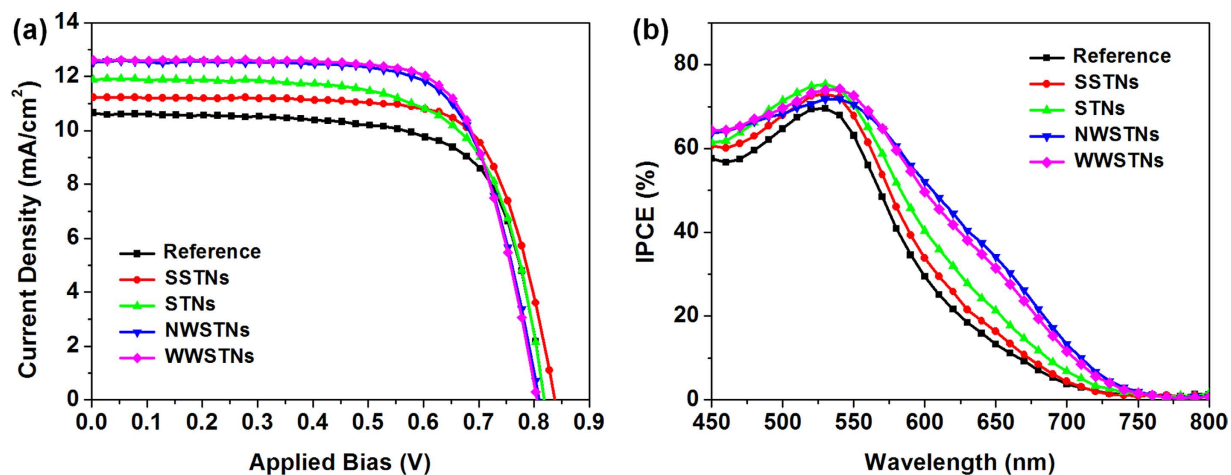 (a)
Current Density (mA/cm²)
14
12
10
8
6
4
2
0
Reference
SSTNs
STNs
NWSTNs
WWSTNs
0.0 0.1 0.2 0.3 0.4 0.5 0.6 0.7 0.8 0.9
Applied Bias (V)
(b)
IPCE (%)
80
60
40
20
0
Reference
SSTNs
STNs
NWSTNs
WWSTNs
450 500 550 600 650 700 750 800
Wavelength (nm)